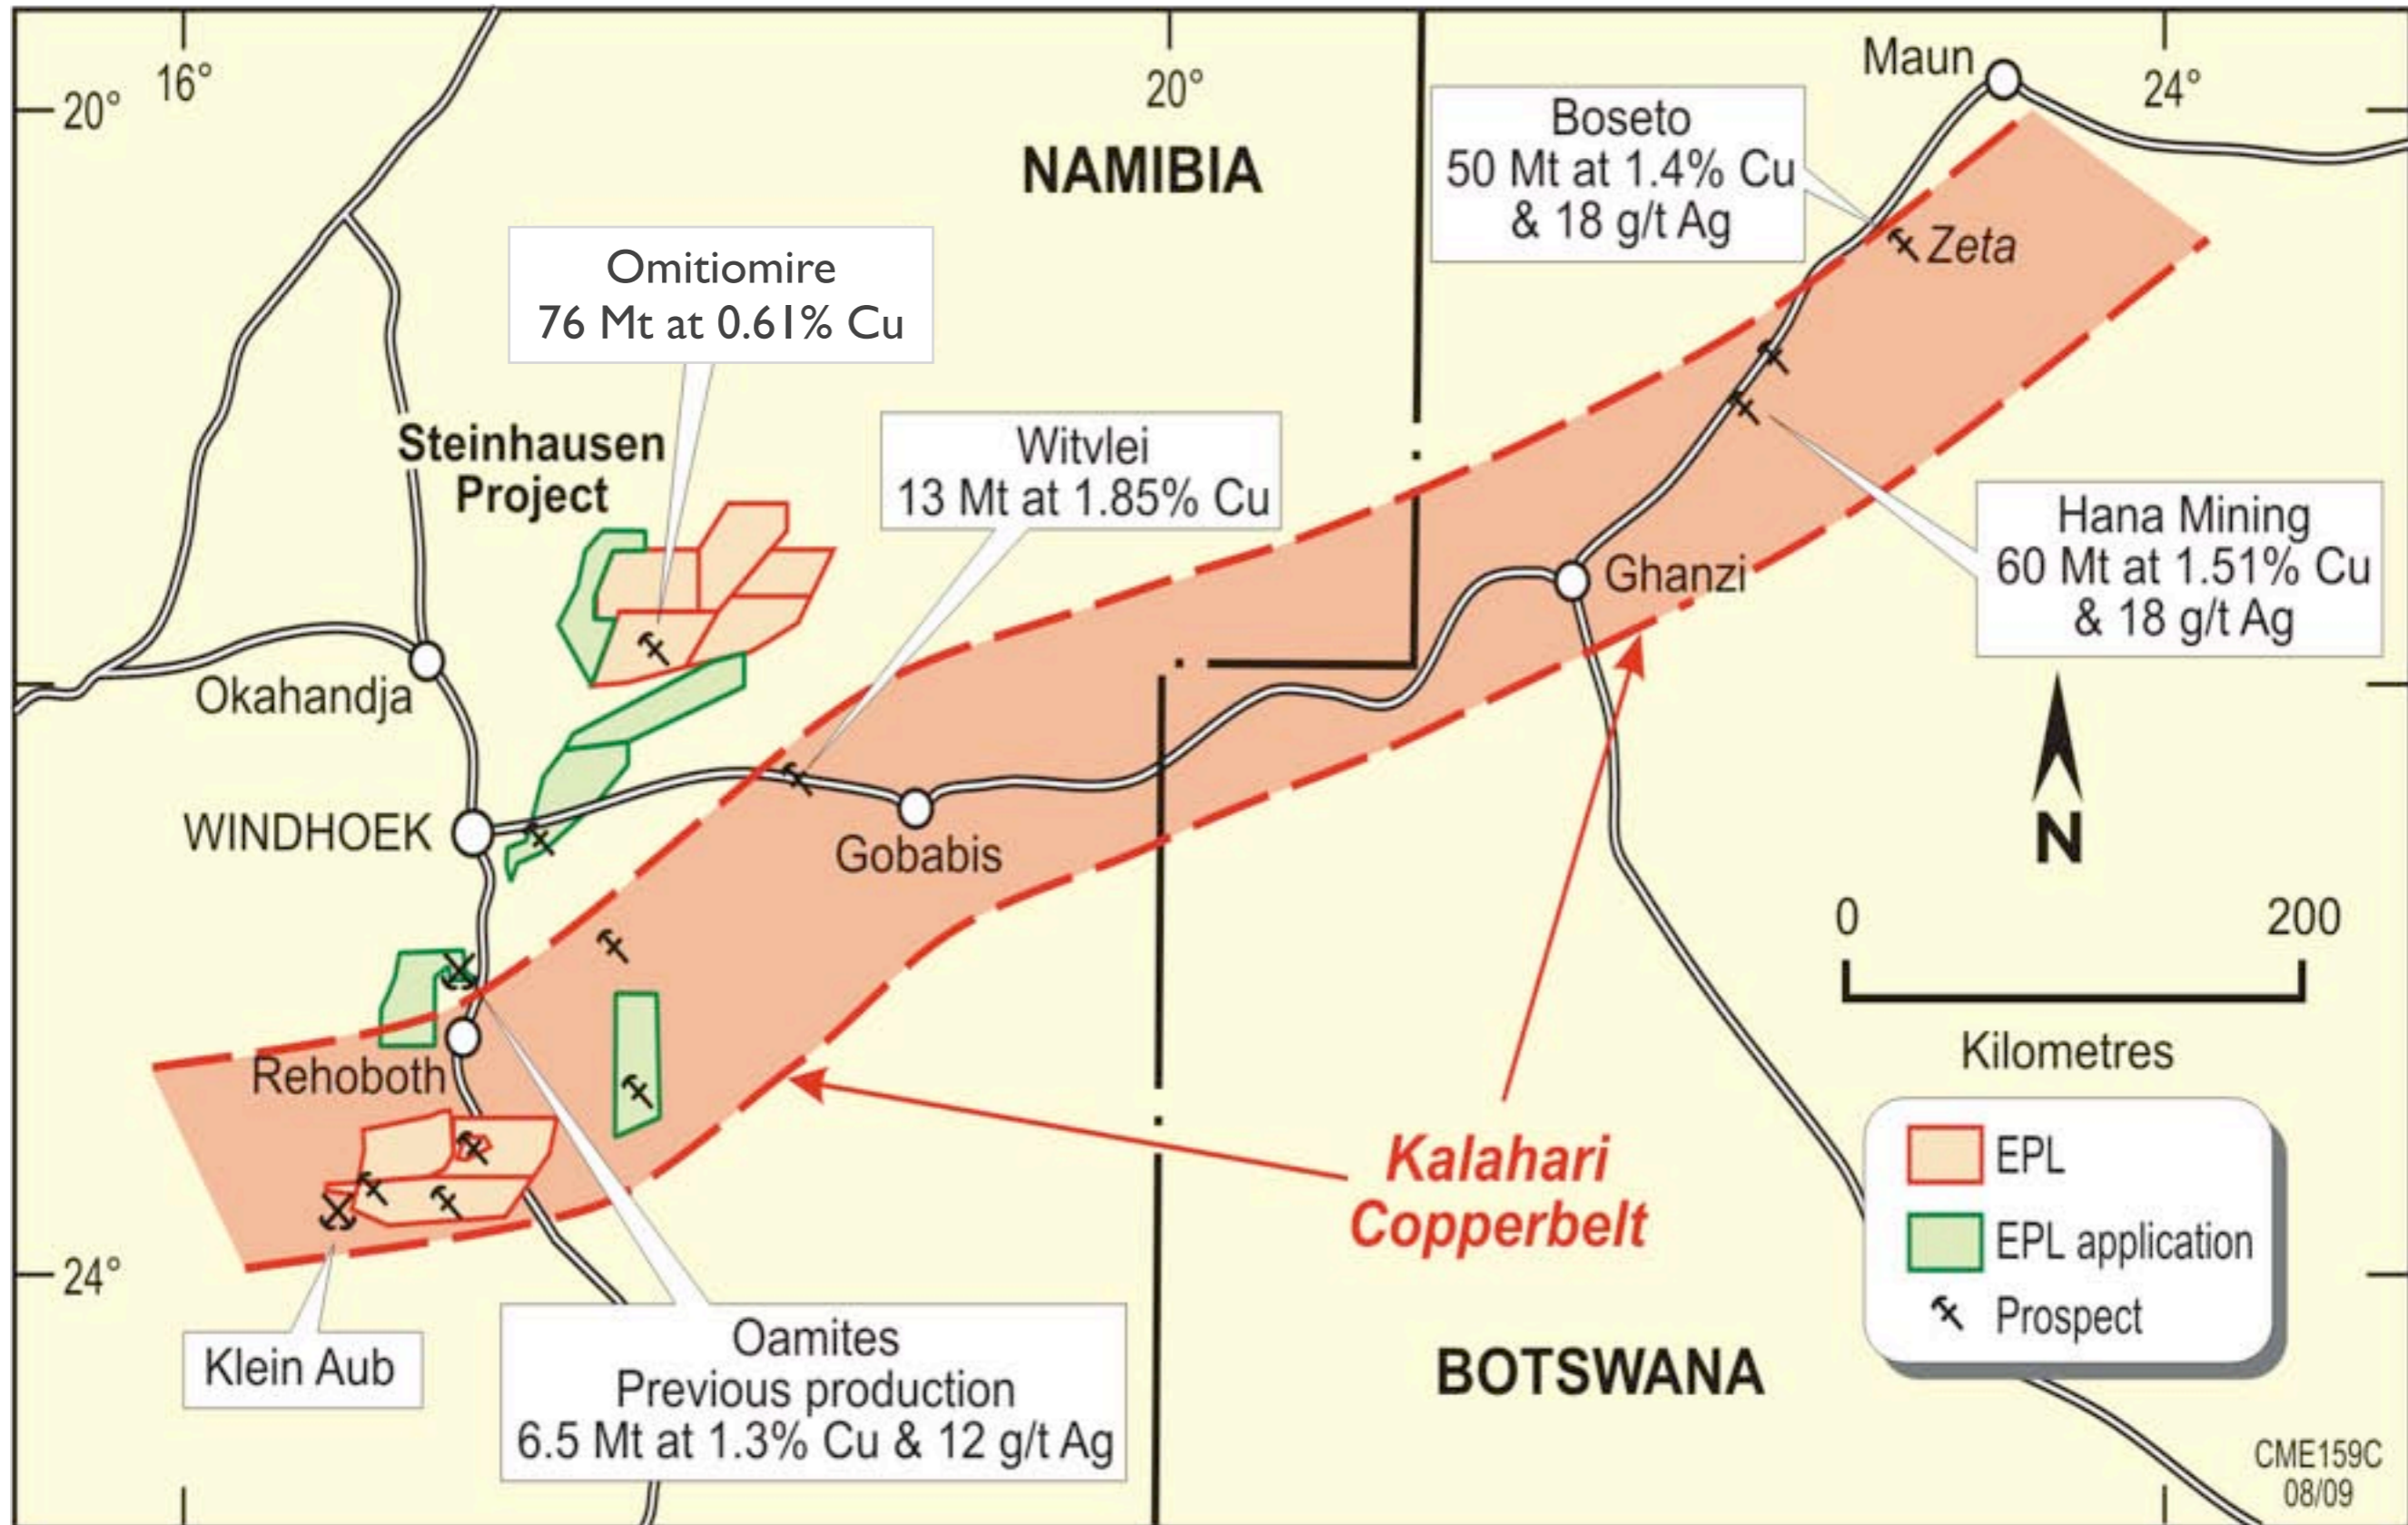 16°
20°
24°
20°
Maun
NAMIBIA
Boseto
50 Mt at 1.4% Cu
& 18 g/t Ag
Zeta
Omitiomire
76 Mt at 0.61% Cu
Steinhausen
Project
Witvlei
13 Mt at 1.85% Cu
Hana Mining
60 Mt at 1.51% Cu
& 18 g/t Ag
Ghanzi
Okahandja
WINDHOEK
Gobabis
N
0
200
Kilometres
Rehoboth
Kalahari
Copperbelt
EPL
EPL application
Prospect
24°
Klein Aub
Oamites
Previous production
6.5 Mt at 1.3% Cu & 12 g/t Ag
BOTSWANA
CME159C
08/09